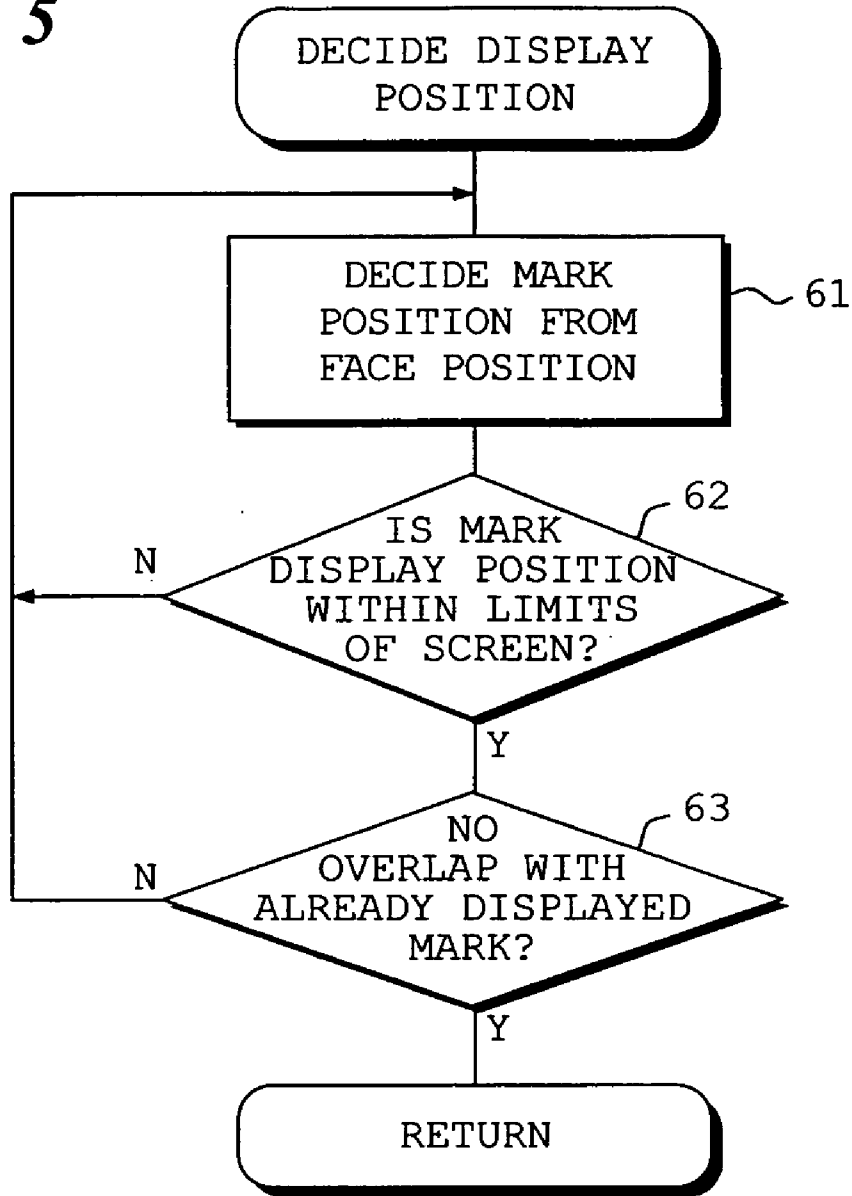 5
DECIDE DISPLAY
POSITION
DECIDE MARK
POSITION FROM
FACE POSITION
61
IS MARK
DISPLAY POSITION
WITHIN LIMITS
OF SCREEN?
62
N
Y
NO
OVERLAP WITH
ALREADY DISPLAYED
MARK?
63
N
Y
RETURN